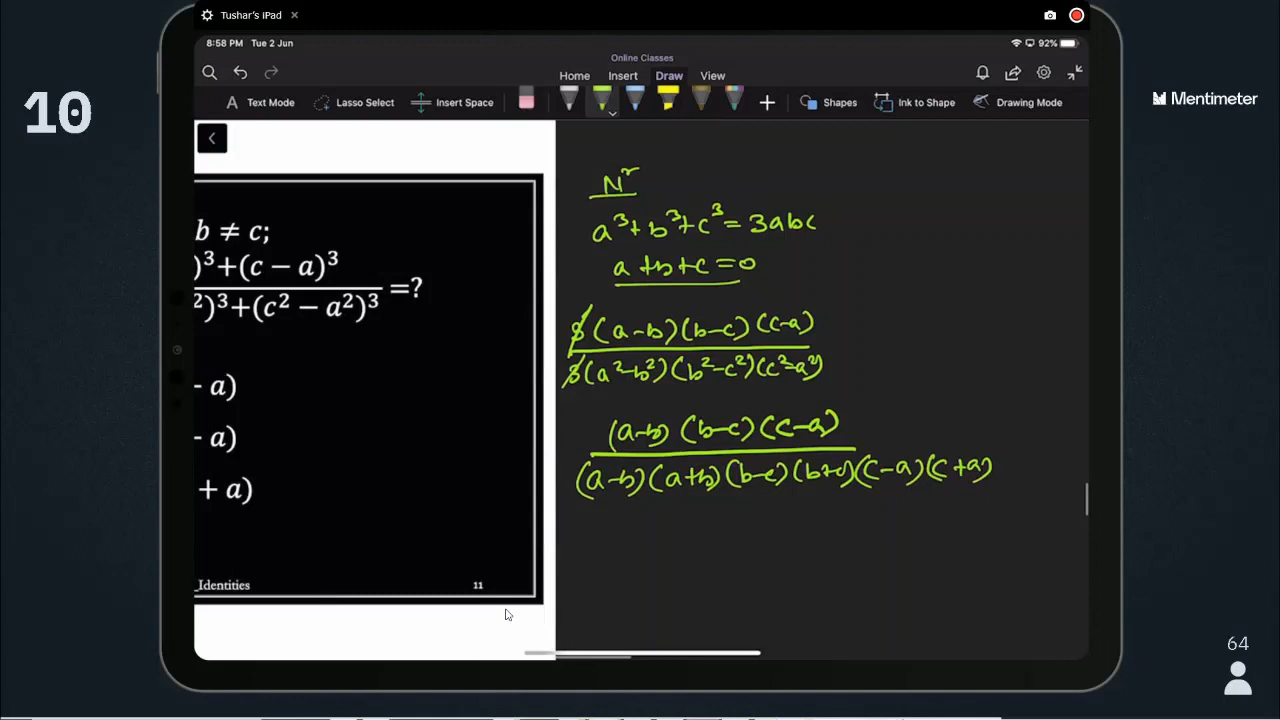 Tushar's iPad ×
8:58 PM Tue 2 Jun
92%
Online Classes
Home Insert Draw View
Text Mode Lasso Select Insert Space Shapes Ink to Shape Drawing Mode
10
Mentimeter
b ≠ c;
)³+(c − a)³
²)³+(c² − a²)³ =?
- a)
- a)
+ a)
_Identities
11
Nʳ
a³+b³+c³=3abc
a+b+c=0
3(a-b)(b-c)(c-a)
3(a²-b²)(b²-c²)(c²-a²)
(a-b)(b-c)(c-a)
(a-b)(a+b)(b-c)(b+c)(c-a)(c+a)
64